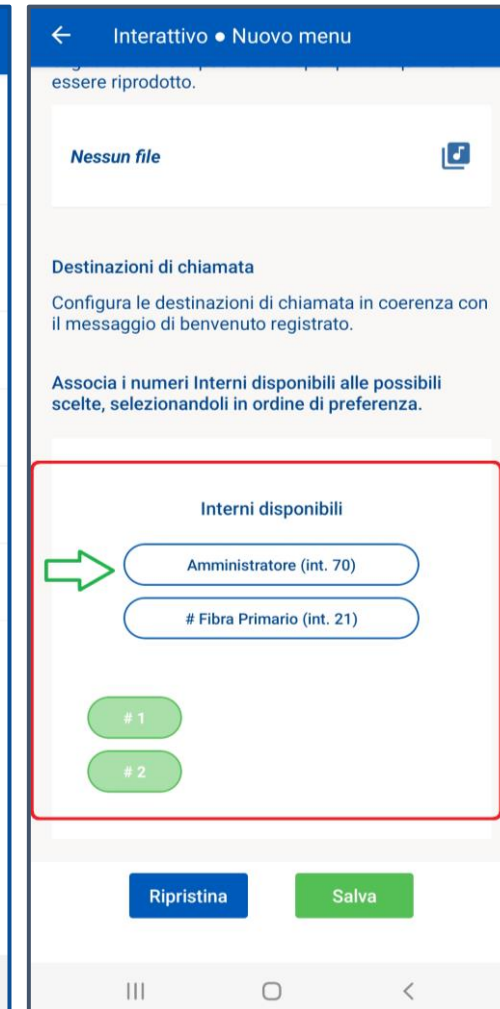 Interattivo ● Nuovo menu
essere riprodotto.
Nessun file
Destinazioni di chiamata
Configura le destinazioni di chiamata in coerenza con
il messaggio di benvenuto registrato.
Associa i numeri Interni disponibili alle possibili
scelte, selezionandoli in ordine di preferenza.
Interni disponibili
Amministratore (int. 70)
# Fibra Primario (int. 21)
# 1
# 2
Ripristina
Salva